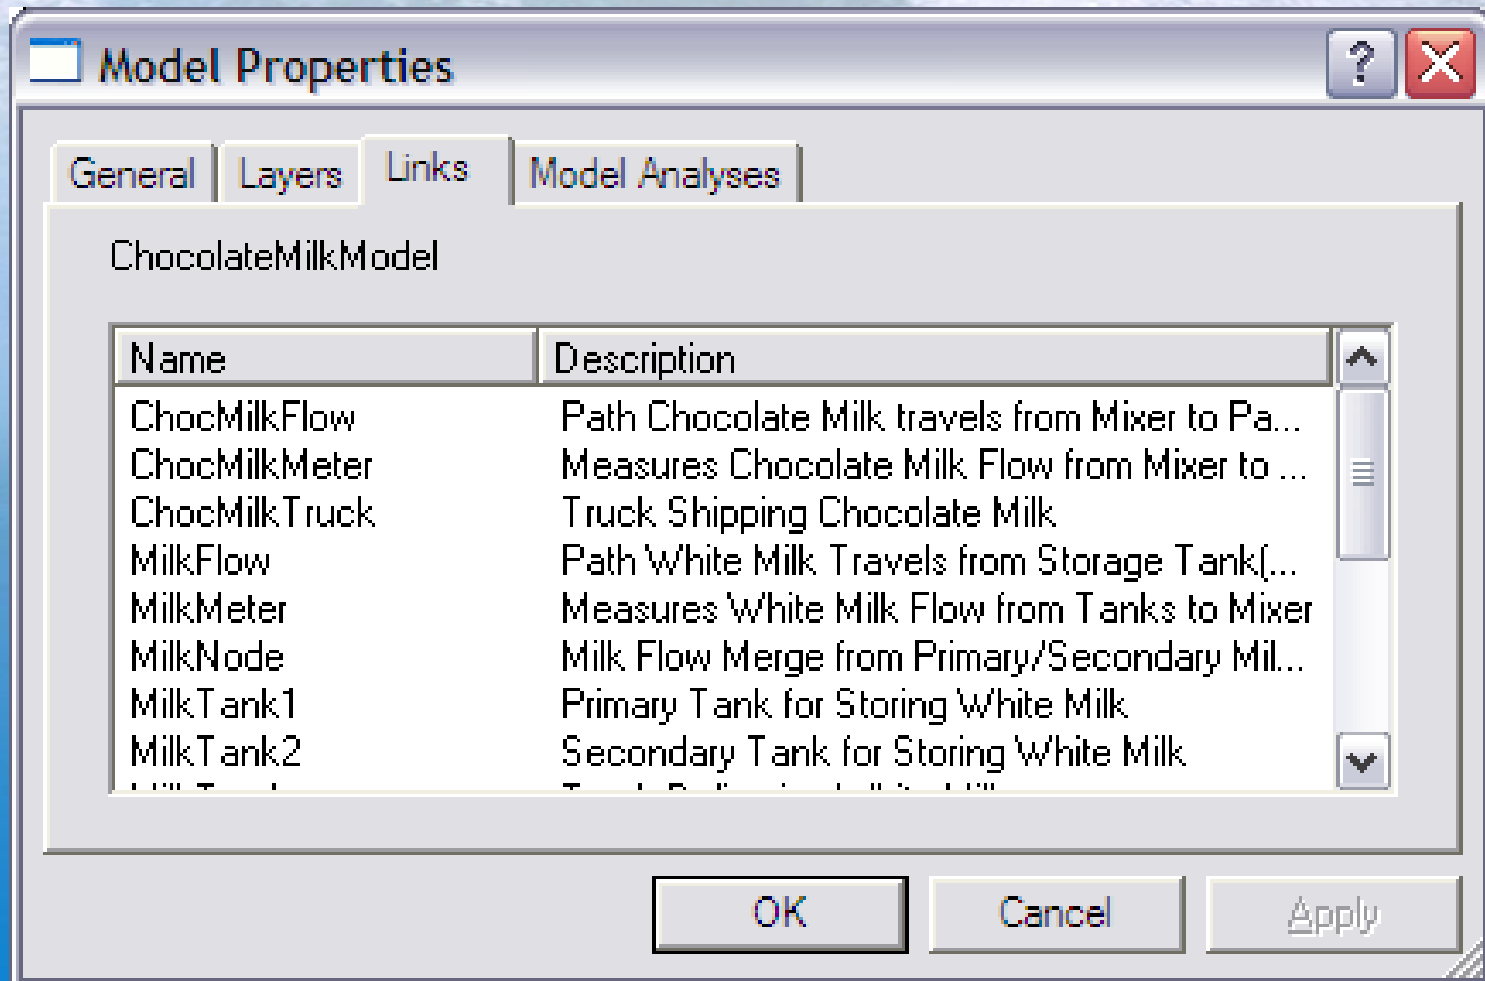 Model Properties
General Layers Links Model Analyses
ChocolateMilkModel
Name Description
ChocMilkFlow Path Chocolate Milk travels from Mixer to Pa...
ChocMilkMeter Measures Chocolate Milk Flow from Mixer to ...
ChocMilkTruck Truck Shipping Chocolate Milk
MilkFlow Path White Milk Travels from Storage Tank(...
MilkMeter Measures White Milk Flow from Tanks to Mixer
MilkNode Milk Flow Merge from Primary/Secondary Mil...
MilkTank1 Primary Tank for Storing White Milk
MilkTank2 Secondary Tank for Storing White Milk
OK Cancel Apply